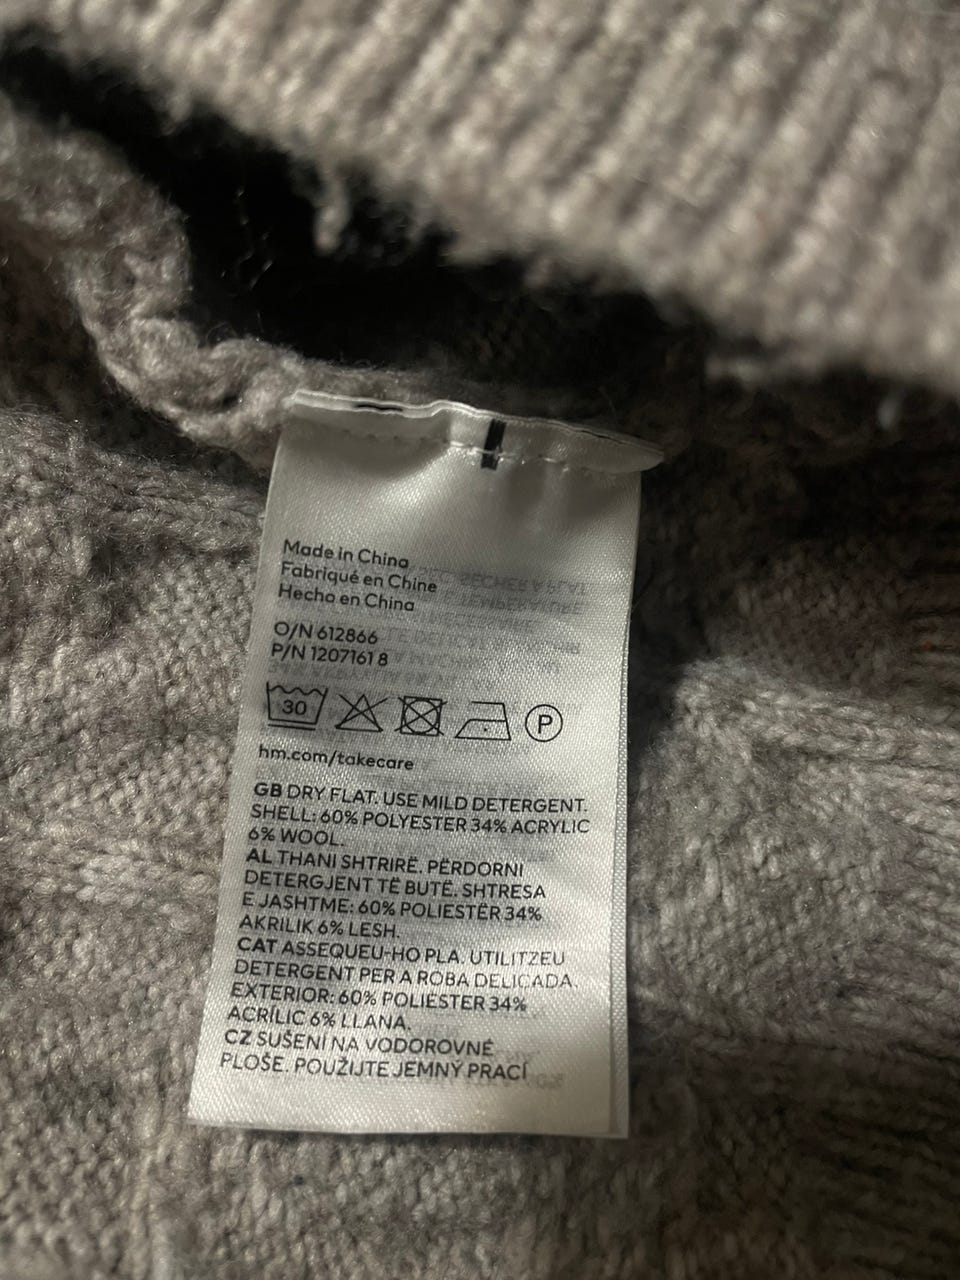 Made in China
Fabriqué en Chine
Hecho en China
O/N 612866
P/N 1207161 8
30
P
hm.com/takecare
GB DRY FLAT. USE MILD DETERGENT.
SHELL: 60% POLYESTER 34% ACRYLIC
6% WOOL.
AL THANI SHTRIRË. PËRDORNI
DETERGJENT TË BUTË. SHTRESA
E JASHTME: 60% POLIESTËR 34%
AKRILIK 6% LESH.
CAT ASSEQUEU-HO PLA. UTILITZEU
DETERGENT PER A ROBA DELICADA.
EXTERIOR: 60% POLIÈSTER 34%
ACRÍLIC 6% LLANA.
CZ SUŠENÍ NA VODOROVNÉ
PLOŠE. POUŽIJTE JEMNÝ PRACÍ